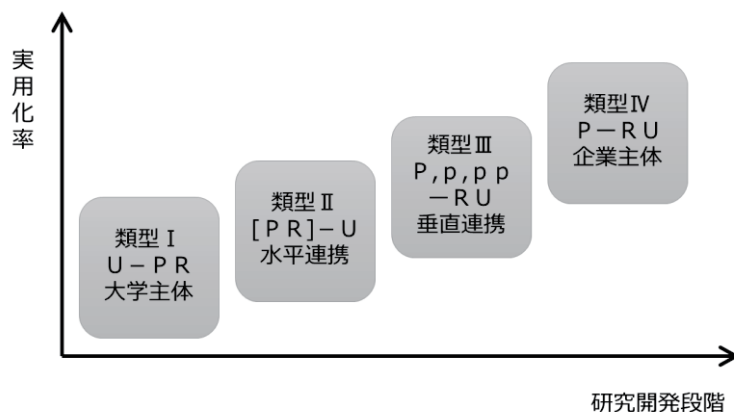 実用化率
類型Ⅰ
U－PR
大学主体
類型Ⅱ
[PR]－U
水平連携
類型Ⅲ
P,p,pp
－RU
垂直連携
類型Ⅳ
P－RU
企業主体
研究開発段階